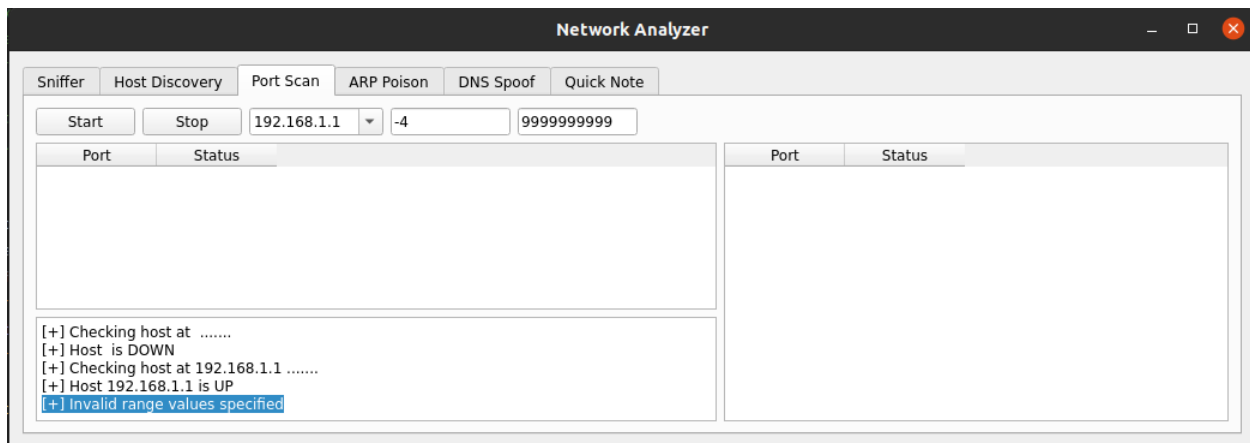 Network Analyzer
Sniffer Host Discovery Port Scan ARP Poison DNS Spoof Quick Note
Start Stop 192.168.1.1 -4 9999999999
Port Status Port Status
[+] Checking host at .......
[+] Host is DOWN
[+] Checking host at 192.168.1.1 .......
[+] Host 192.168.1.1 is UP
[+] Invalid range values specified